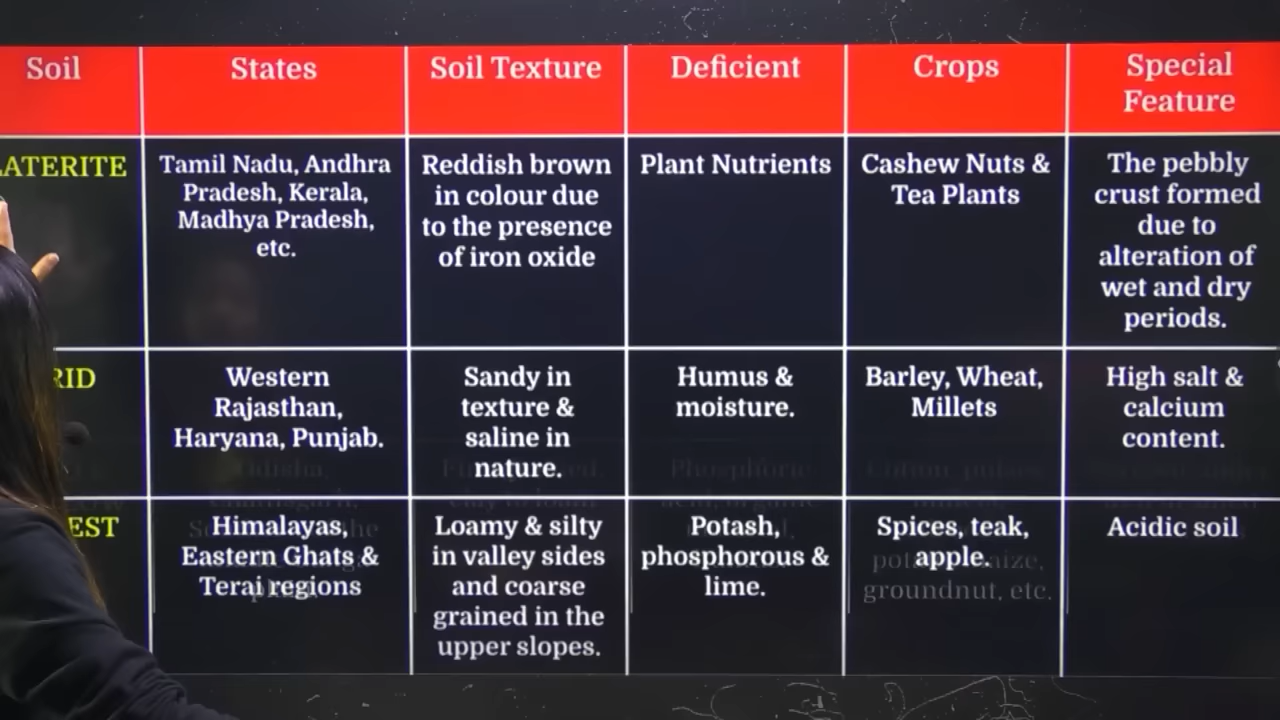 Soil
States
Soil Texture
Deficient
Crops
Special
Feature
LATERITE
Tamil Nadu, Andhra
Pradesh, Kerala,
Madhya Pradesh,
etc.
Reddish brown
in colour due
to the presence
of iron oxide
Plant Nutrients
Cashew Nuts &
Tea Plants
The pebbly
crust formed
due to
alteration of
wet and dry
periods.
RID
Western
Rajasthan,
Haryana, Punjab.
Sandy in
texture &
saline in
nature.
Humus &
moisture.
Barley, Wheat,
Millets
High salt &
calcium
content.
EST
Himalayas,
Eastern Ghats &
Terai regions
Loamy & silty
in valley sides
and coarse
grained in the
upper slopes.
Potash,
phosphorous &
lime.
Spices, teak,
apple.
groundnut, etc.
Acidic soil